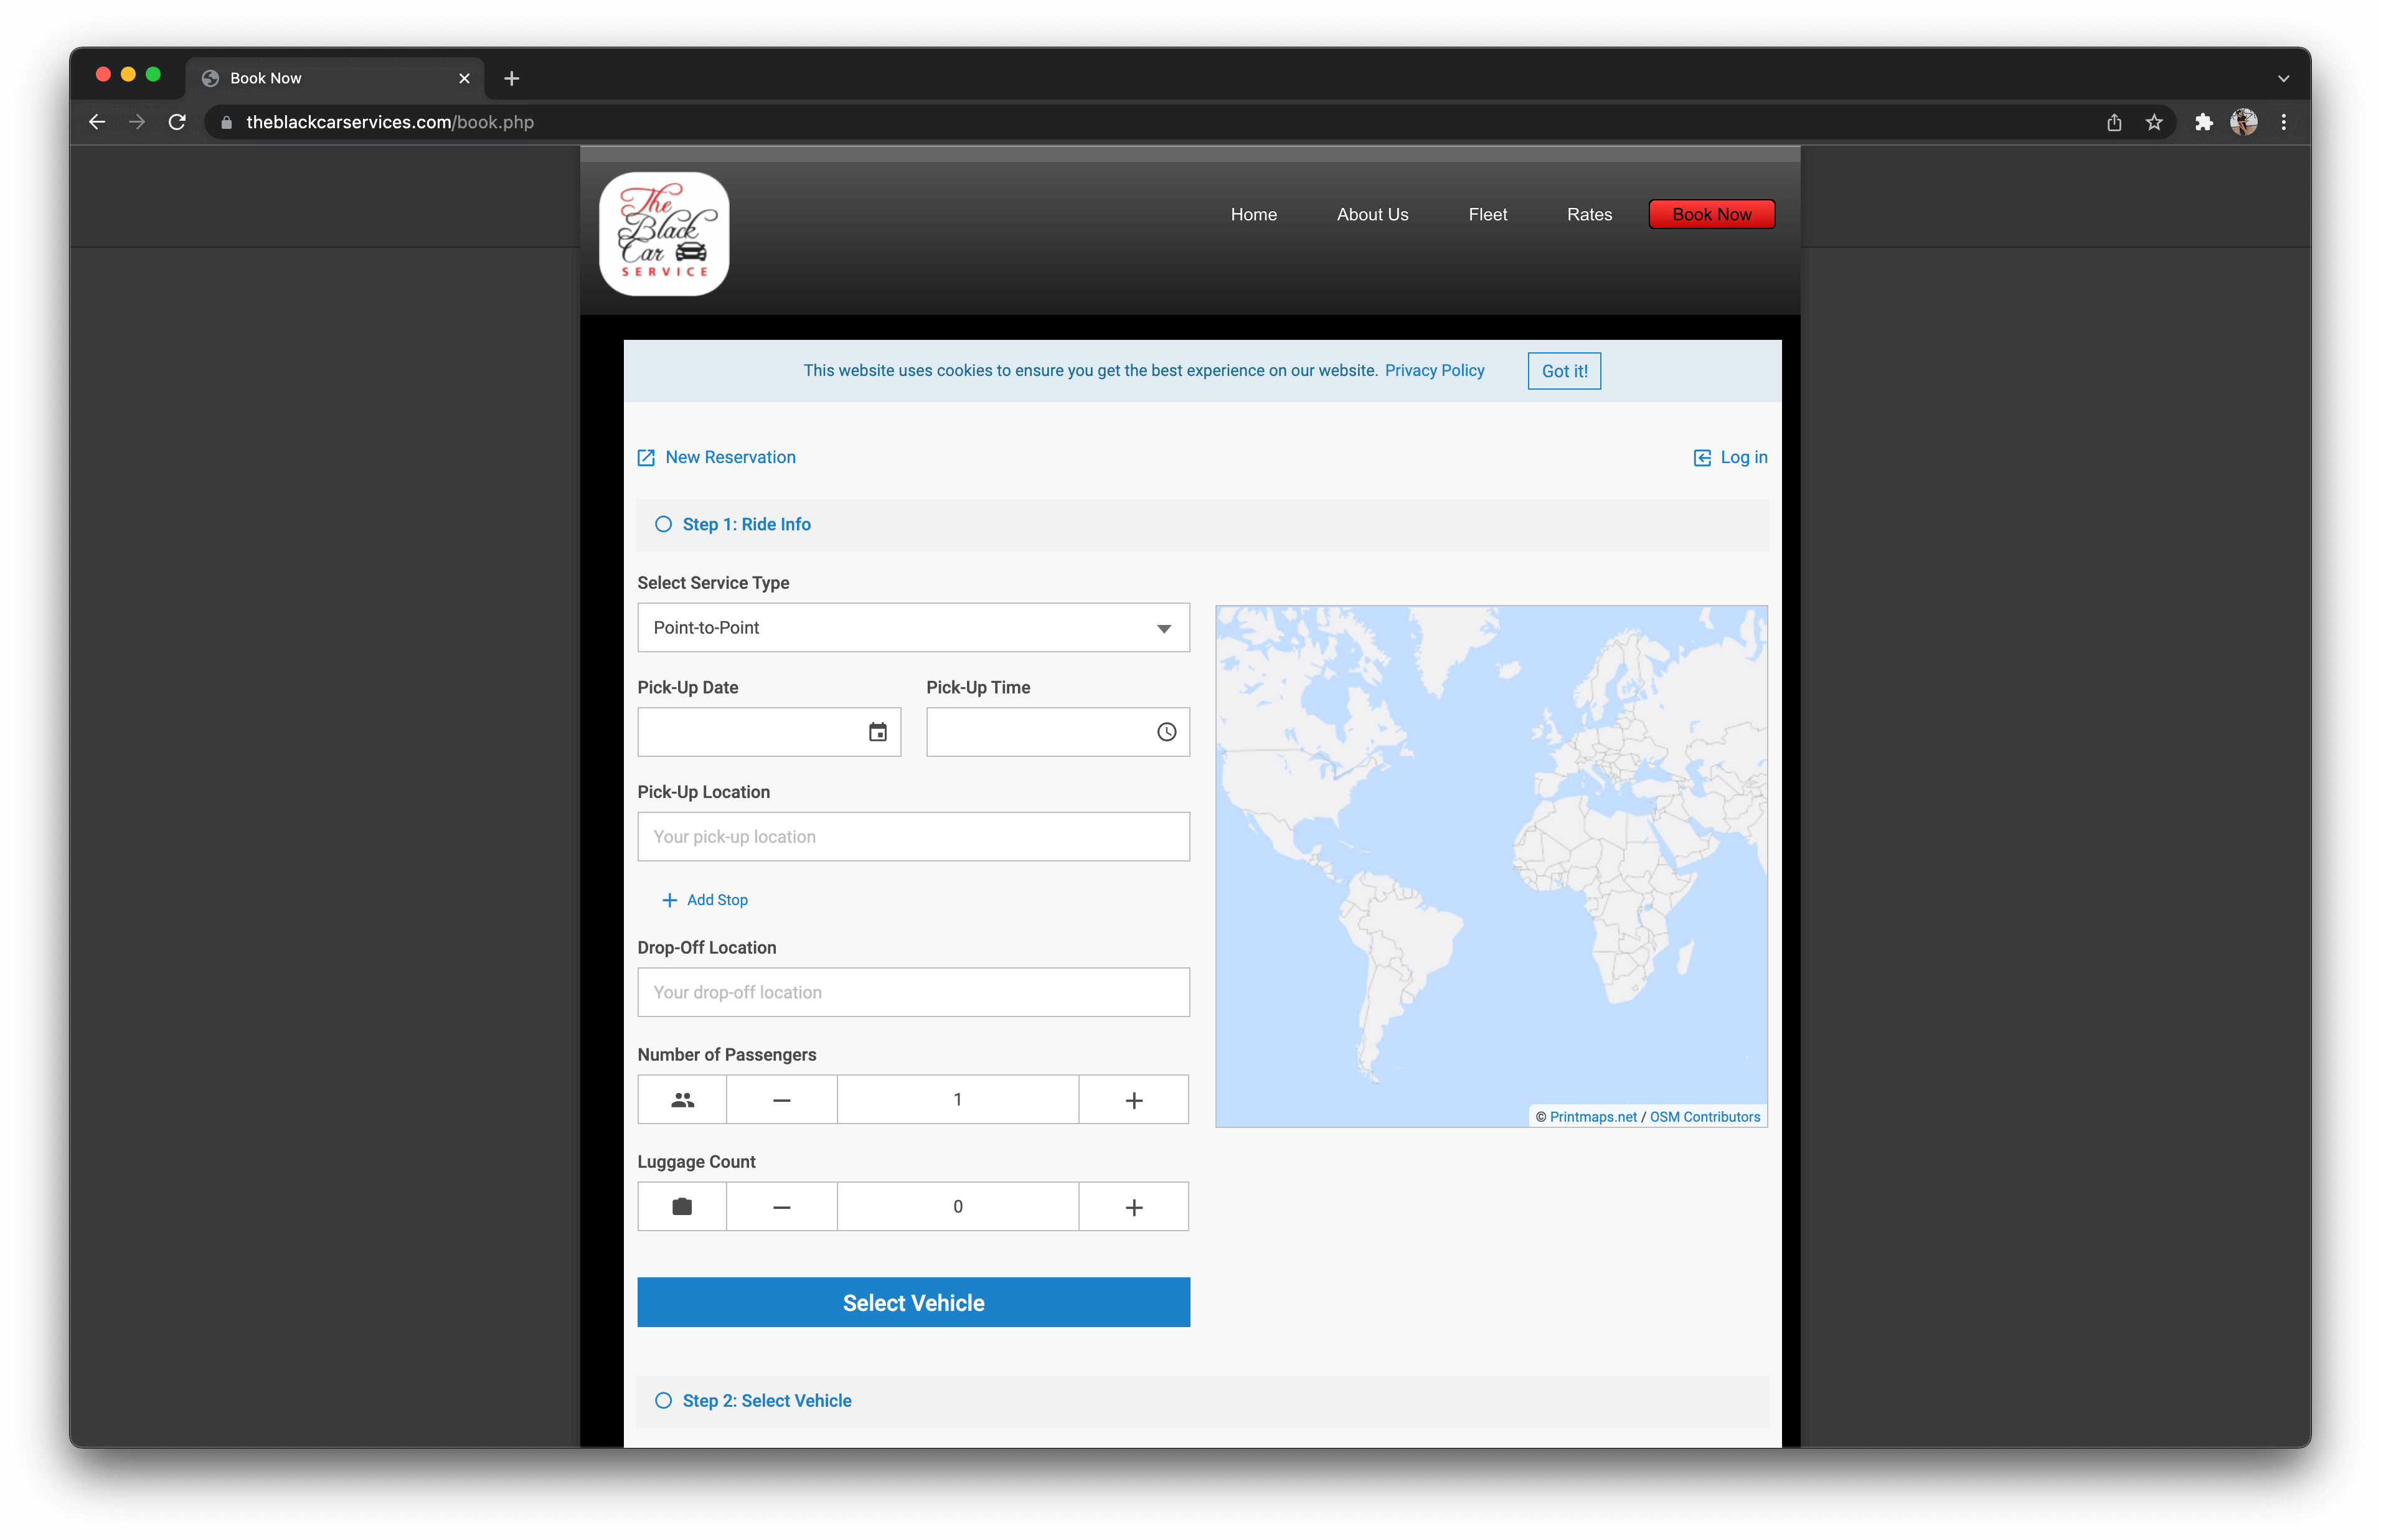 Book Now
theblackcarservices.com/book.php
The
Black
Car
SERVICE
Home
About Us
Fleet
Rates
Book Now
This website uses cookies to ensure you get the best experience on our website. Privacy Policy
Got it!
New Reservation
Log in
Step 1: Ride Info
Select Service Type
Point-to-Point
Pick-Up Date
Pick-Up Time
Pick-Up Location
Your pick-up location
Add Stop
Drop-Off Location
Your drop-off location
Number of Passengers
1
© Printmaps.net / OSM Contributors
Luggage Count
0
Select Vehicle
Step 2: Select Vehicle